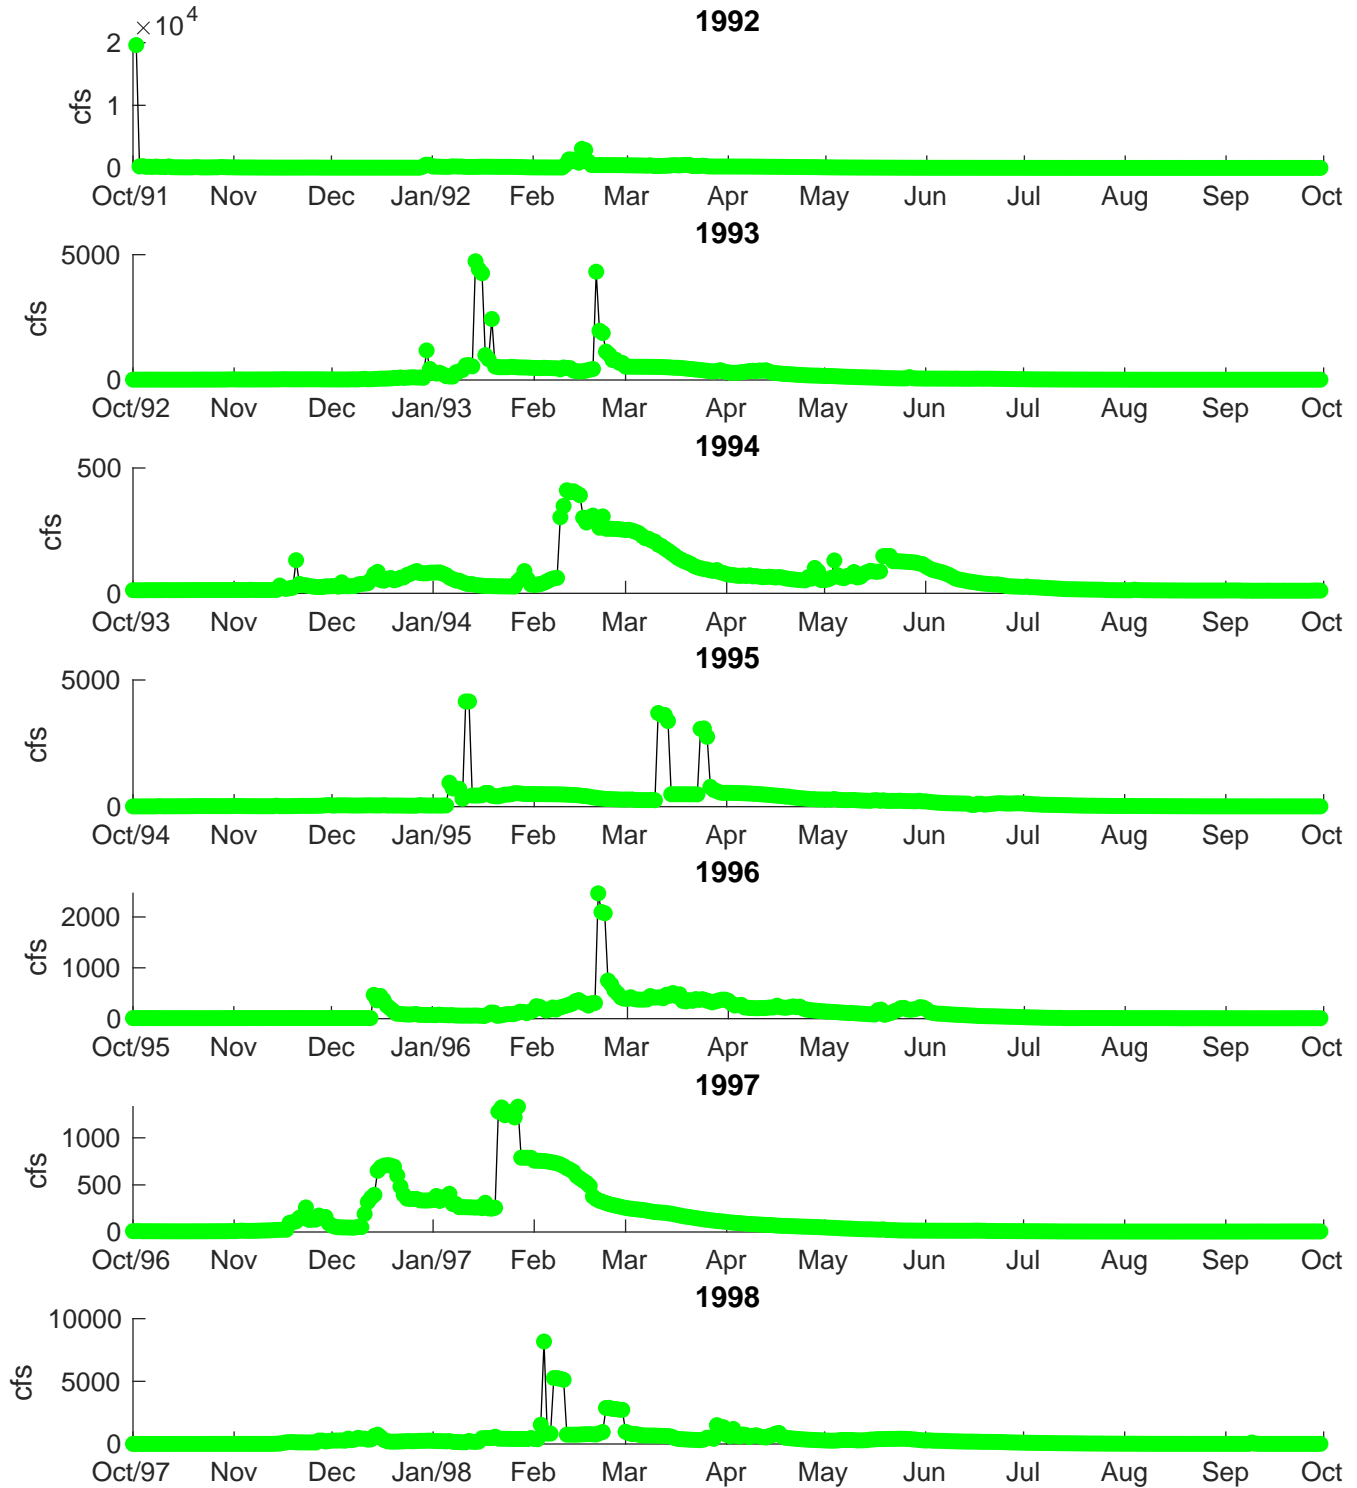 1992
×10^4
2
1
0
cfs
Oct/91 Nov Dec Jan/92 Feb Mar Apr May Jun Jul Aug Sep Oct
1993
5000
0
cfs
Oct/92 Nov Dec Jan/93 Feb Mar Apr May Jun Jul Aug Sep Oct
1994
500
0
cfs
Oct/93 Nov Dec Jan/94 Feb Mar Apr May Jun Jul Aug Sep Oct
1995
5000
0
cfs
Oct/94 Nov Dec Jan/95 Feb Mar Apr May Jun Jul Aug Sep Oct
1996
2000
1000
0
cfs
Oct/95 Nov Dec Jan/96 Feb Mar Apr May Jun Jul Aug Sep Oct
1997
1000
500
0
cfs
Oct/96 Nov Dec Jan/97 Feb Mar Apr May Jun Jul Aug Sep Oct
1998
10000
5000
0
cfs
Oct/97 Nov Dec Jan/98 Feb Mar Apr May Jun Jul Aug Sep Oct